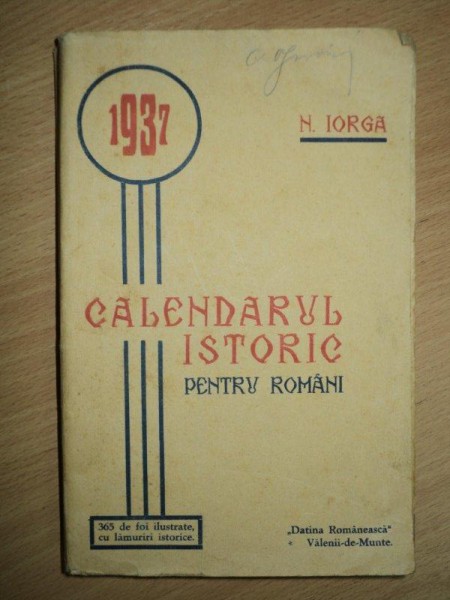 1937
N. IORGA
CALENDARUL
ISTORIC
PENTRU ROMÂNI
365 de foi ilustrate,
cu lămuriri istorice.
„Datina Românească"
Vălenii-de-Munte.